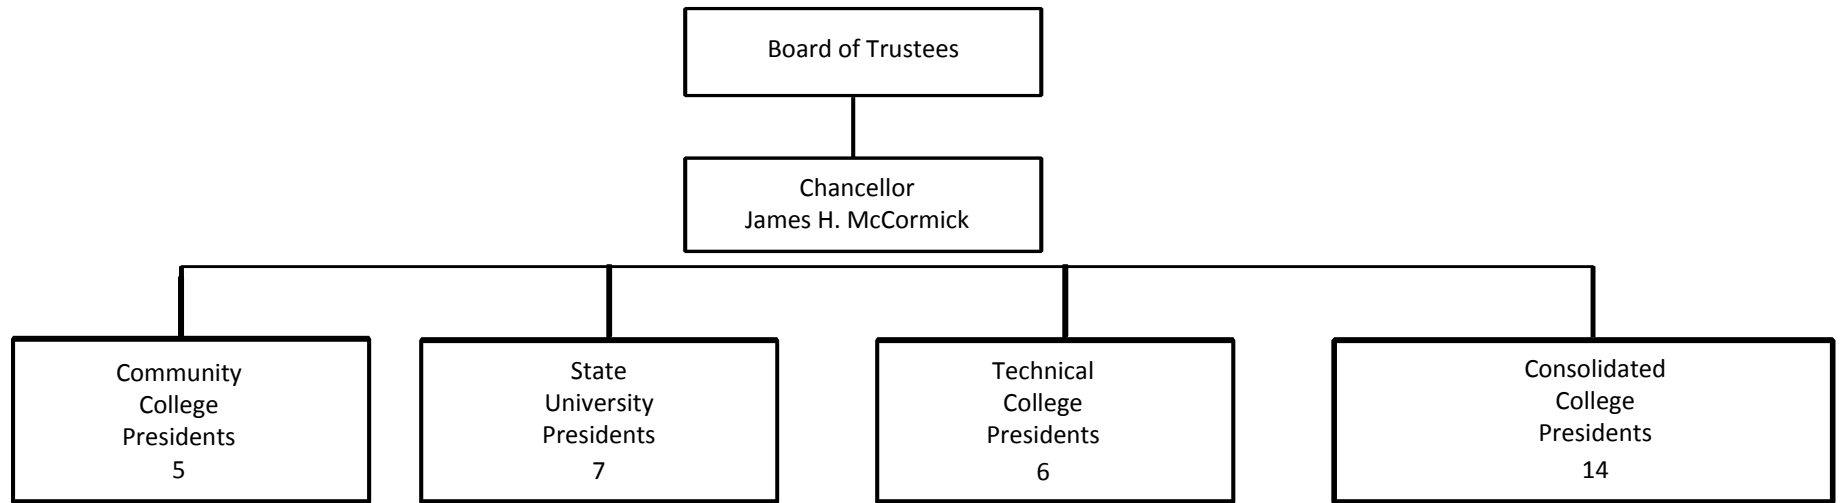 Board of Trustees
Chancellor
James H. McCormick
Community
College
Presidents
5
State
University
Presidents
7
Technical
College
Presidents
6
Consolidated
College
Presidents
14